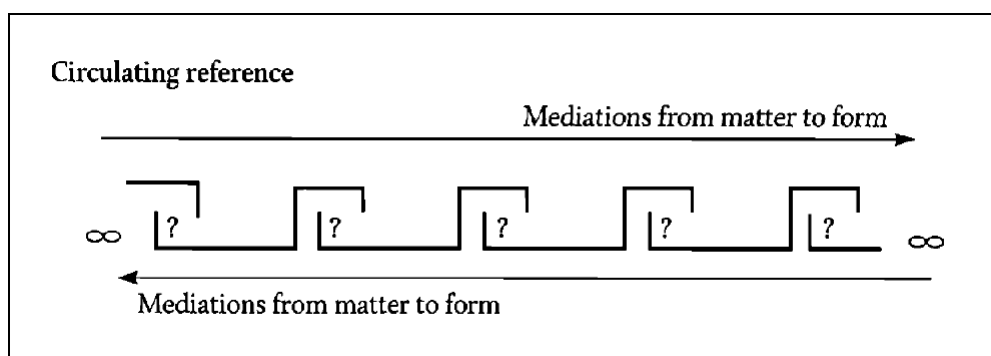 Circulating reference
Mediations from matter to form
∞ ? ? ? ? ? ∞
Mediations from matter to form